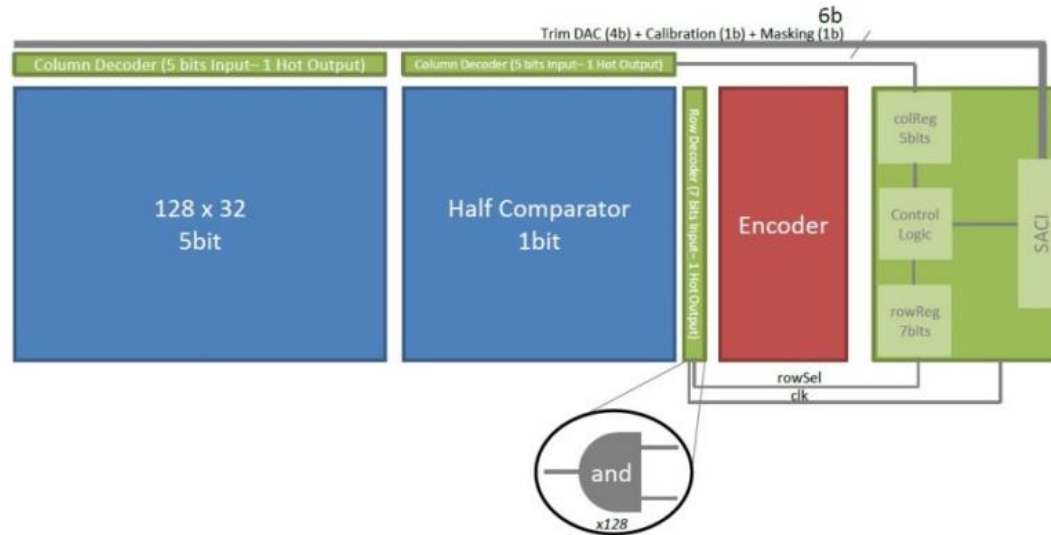 6b
Trim DAC (4b) + Calibration (1b) + Masking (1b)
Column Decoder (5 bits Input– 1 Hot Output)
Column Decoder (5 bits Input– 1 Hot Output)
128 x 32
5bit
Half Comparator
1bit
Row Decoder (7 bits Input– 1 Hot Output)
Encoder
colReg
5bits
Control
Logic
rowReg
7bits
SACI
rowSel
clk
and
x128